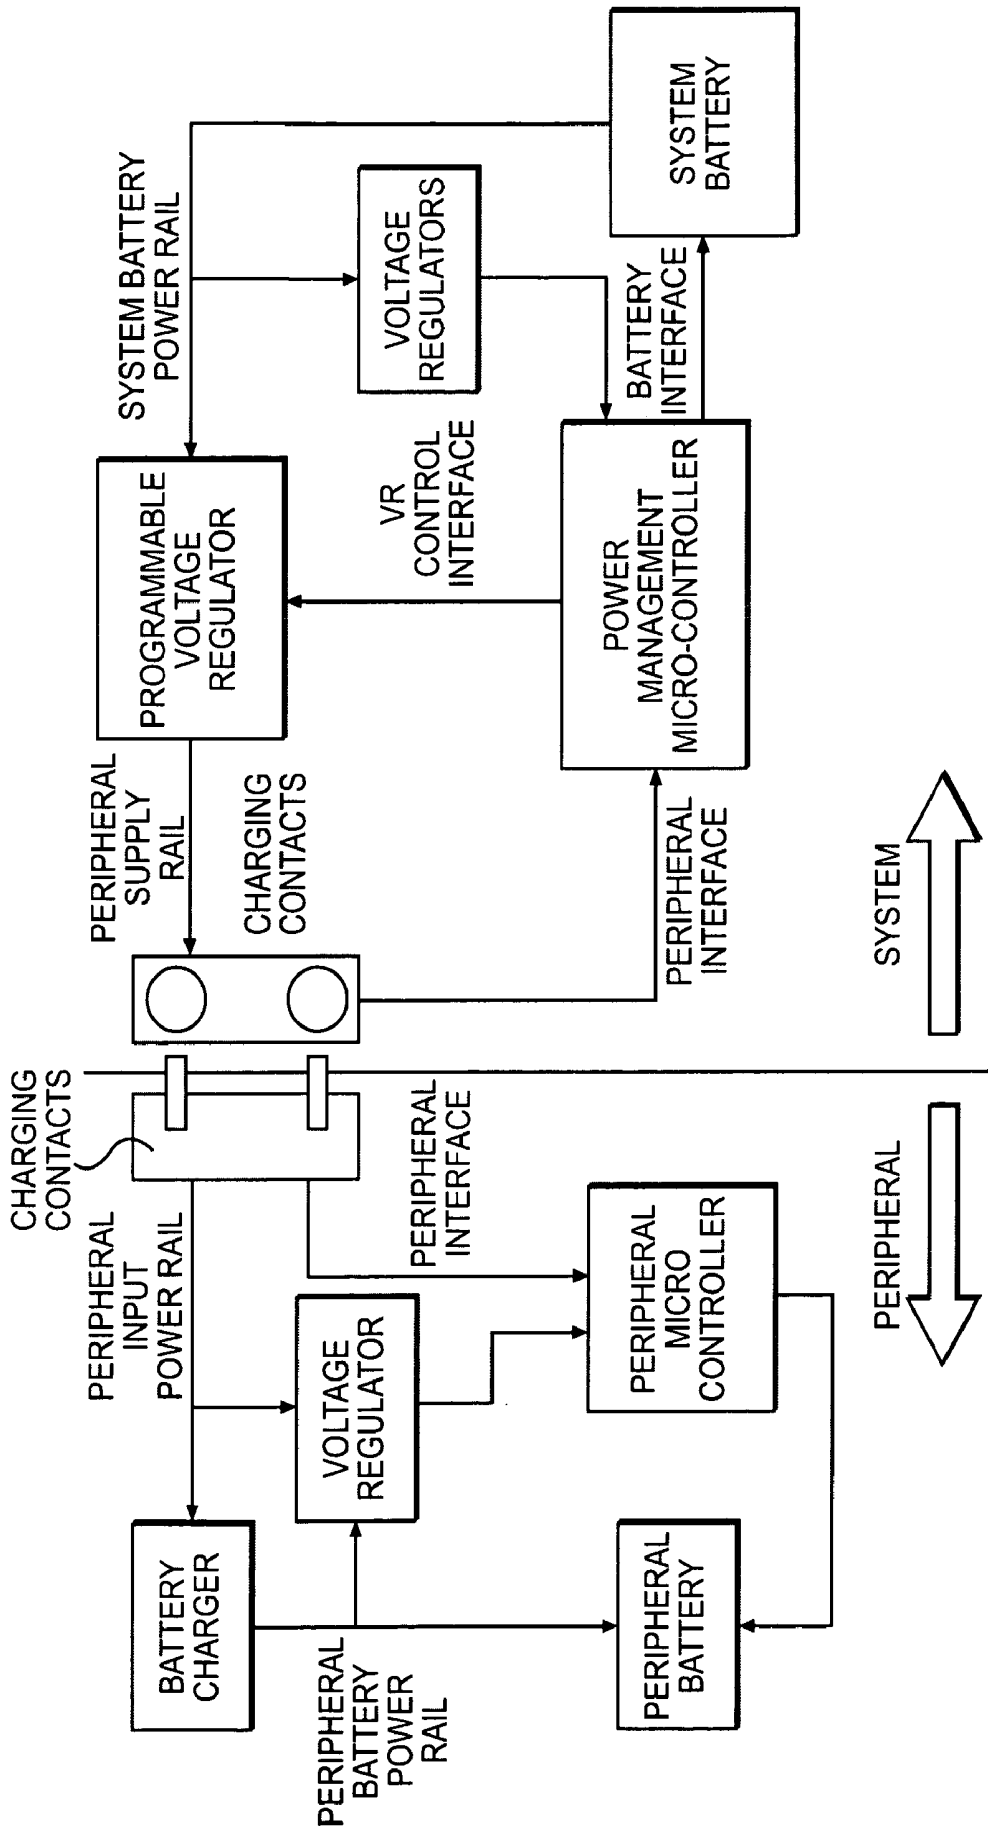 CHARGING
CONTACTS
BATTERY
CHARGER
PERIPHERAL
INPUT
POWER RAIL
PERIPHERAL
SUPPLY
RAIL
PROGRAMMABLE
VOLTAGE
REGULATOR
SYSTEM BATTERY
POWER RAIL
CHARGING
CONTACTS
PERIPHERAL
BATTERY
POWER
RAIL
VOLTAGE
REGULATOR
PERIPHERAL
INTERFACE
VR
CONTROL
INTERFACE
VOLTAGE
REGULATORS
PERIPHERAL
BATTERY
PERIPHERAL
MICRO
CONTROLLER
PERIPHERAL
INTERFACE
POWER
MANAGEMENT
MICRO-CONTROLLER
BATTERY
INTERFACE
SYSTEM
BATTERY
PERIPHERAL
SYSTEM